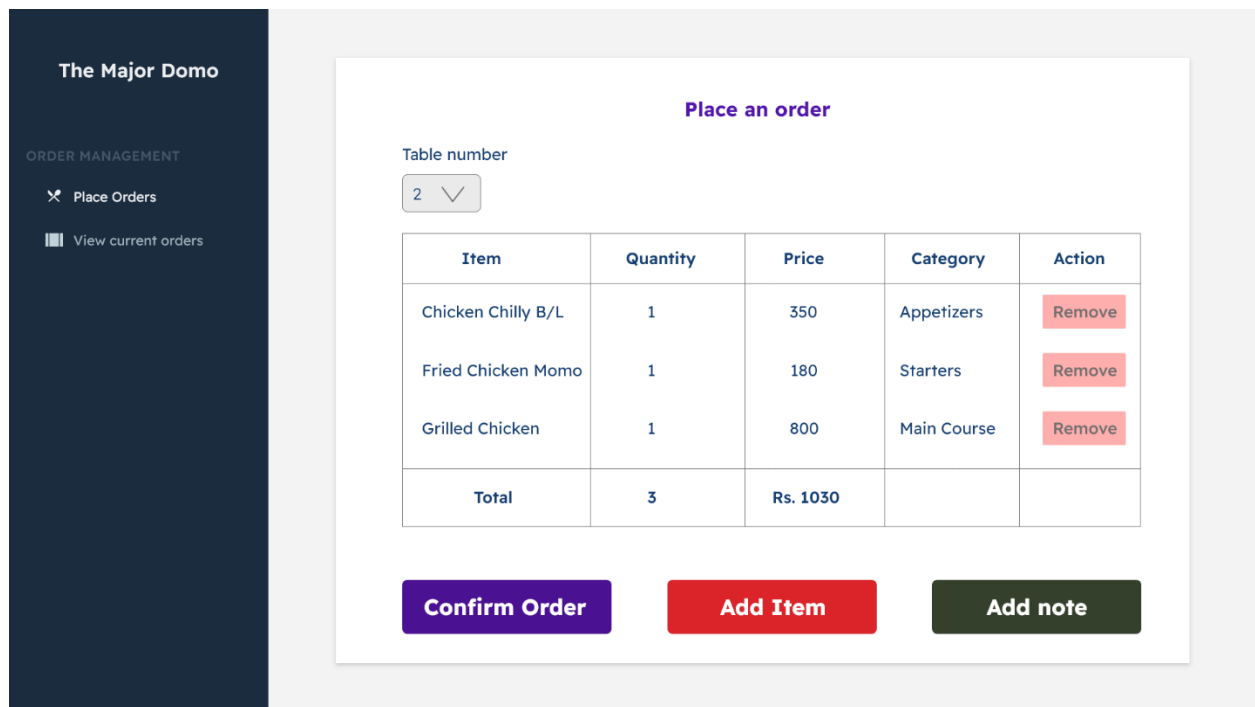 The Major Domo
ORDER MANAGEMENT
Place Orders
View current orders
Place an order
Table number
2
Item Quantity Price Category Action
Chicken Chilly B/L 1 350 Appetizers Remove
Fried Chicken Momo 1 180 Starters Remove
Grilled Chicken 1 800 Main Course Remove
Total 3 Rs. 1030
Confirm Order Add Item Add note